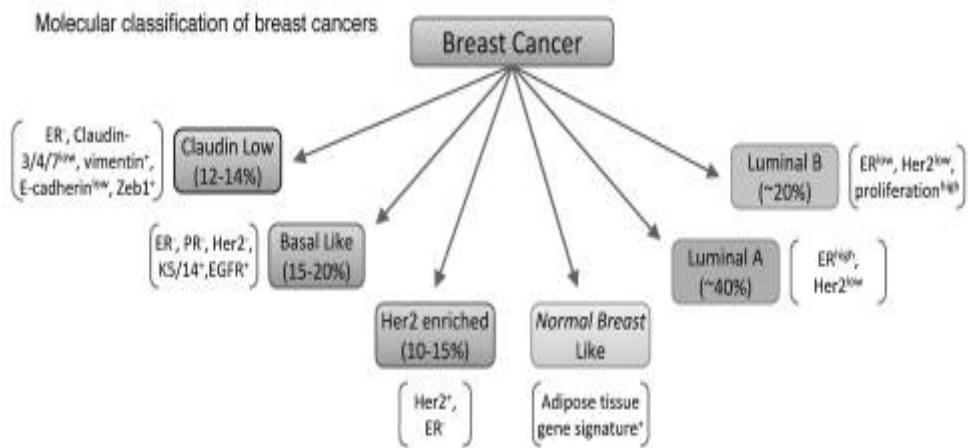 Molecular classification of breast cancers
Breast Cancer
ER⁻, Claudin-
3/4/7ˡᵒʷ, vimentin⁺,
E-cadherinˡᵒʷ, Zeb1⁺
Claudin Low
(12-14%)
ER⁻, PR⁻, Her2⁻,
K5/14⁺,EGFR⁺
Basal Like
(15-20%)
Her2 enriched
(10-15%)
Her2⁺,
ER⁻
Normal Breast
Like
Adipose tissue
gene signature⁺
Luminal A
(~40%)
ERʰⁱᵍʰ,
Her2ˡᵒʷ
Luminal B
(~20%)
ERˡᵒʷ, Her2ˡᵒʷ,
proliferationʰⁱᵍʰ